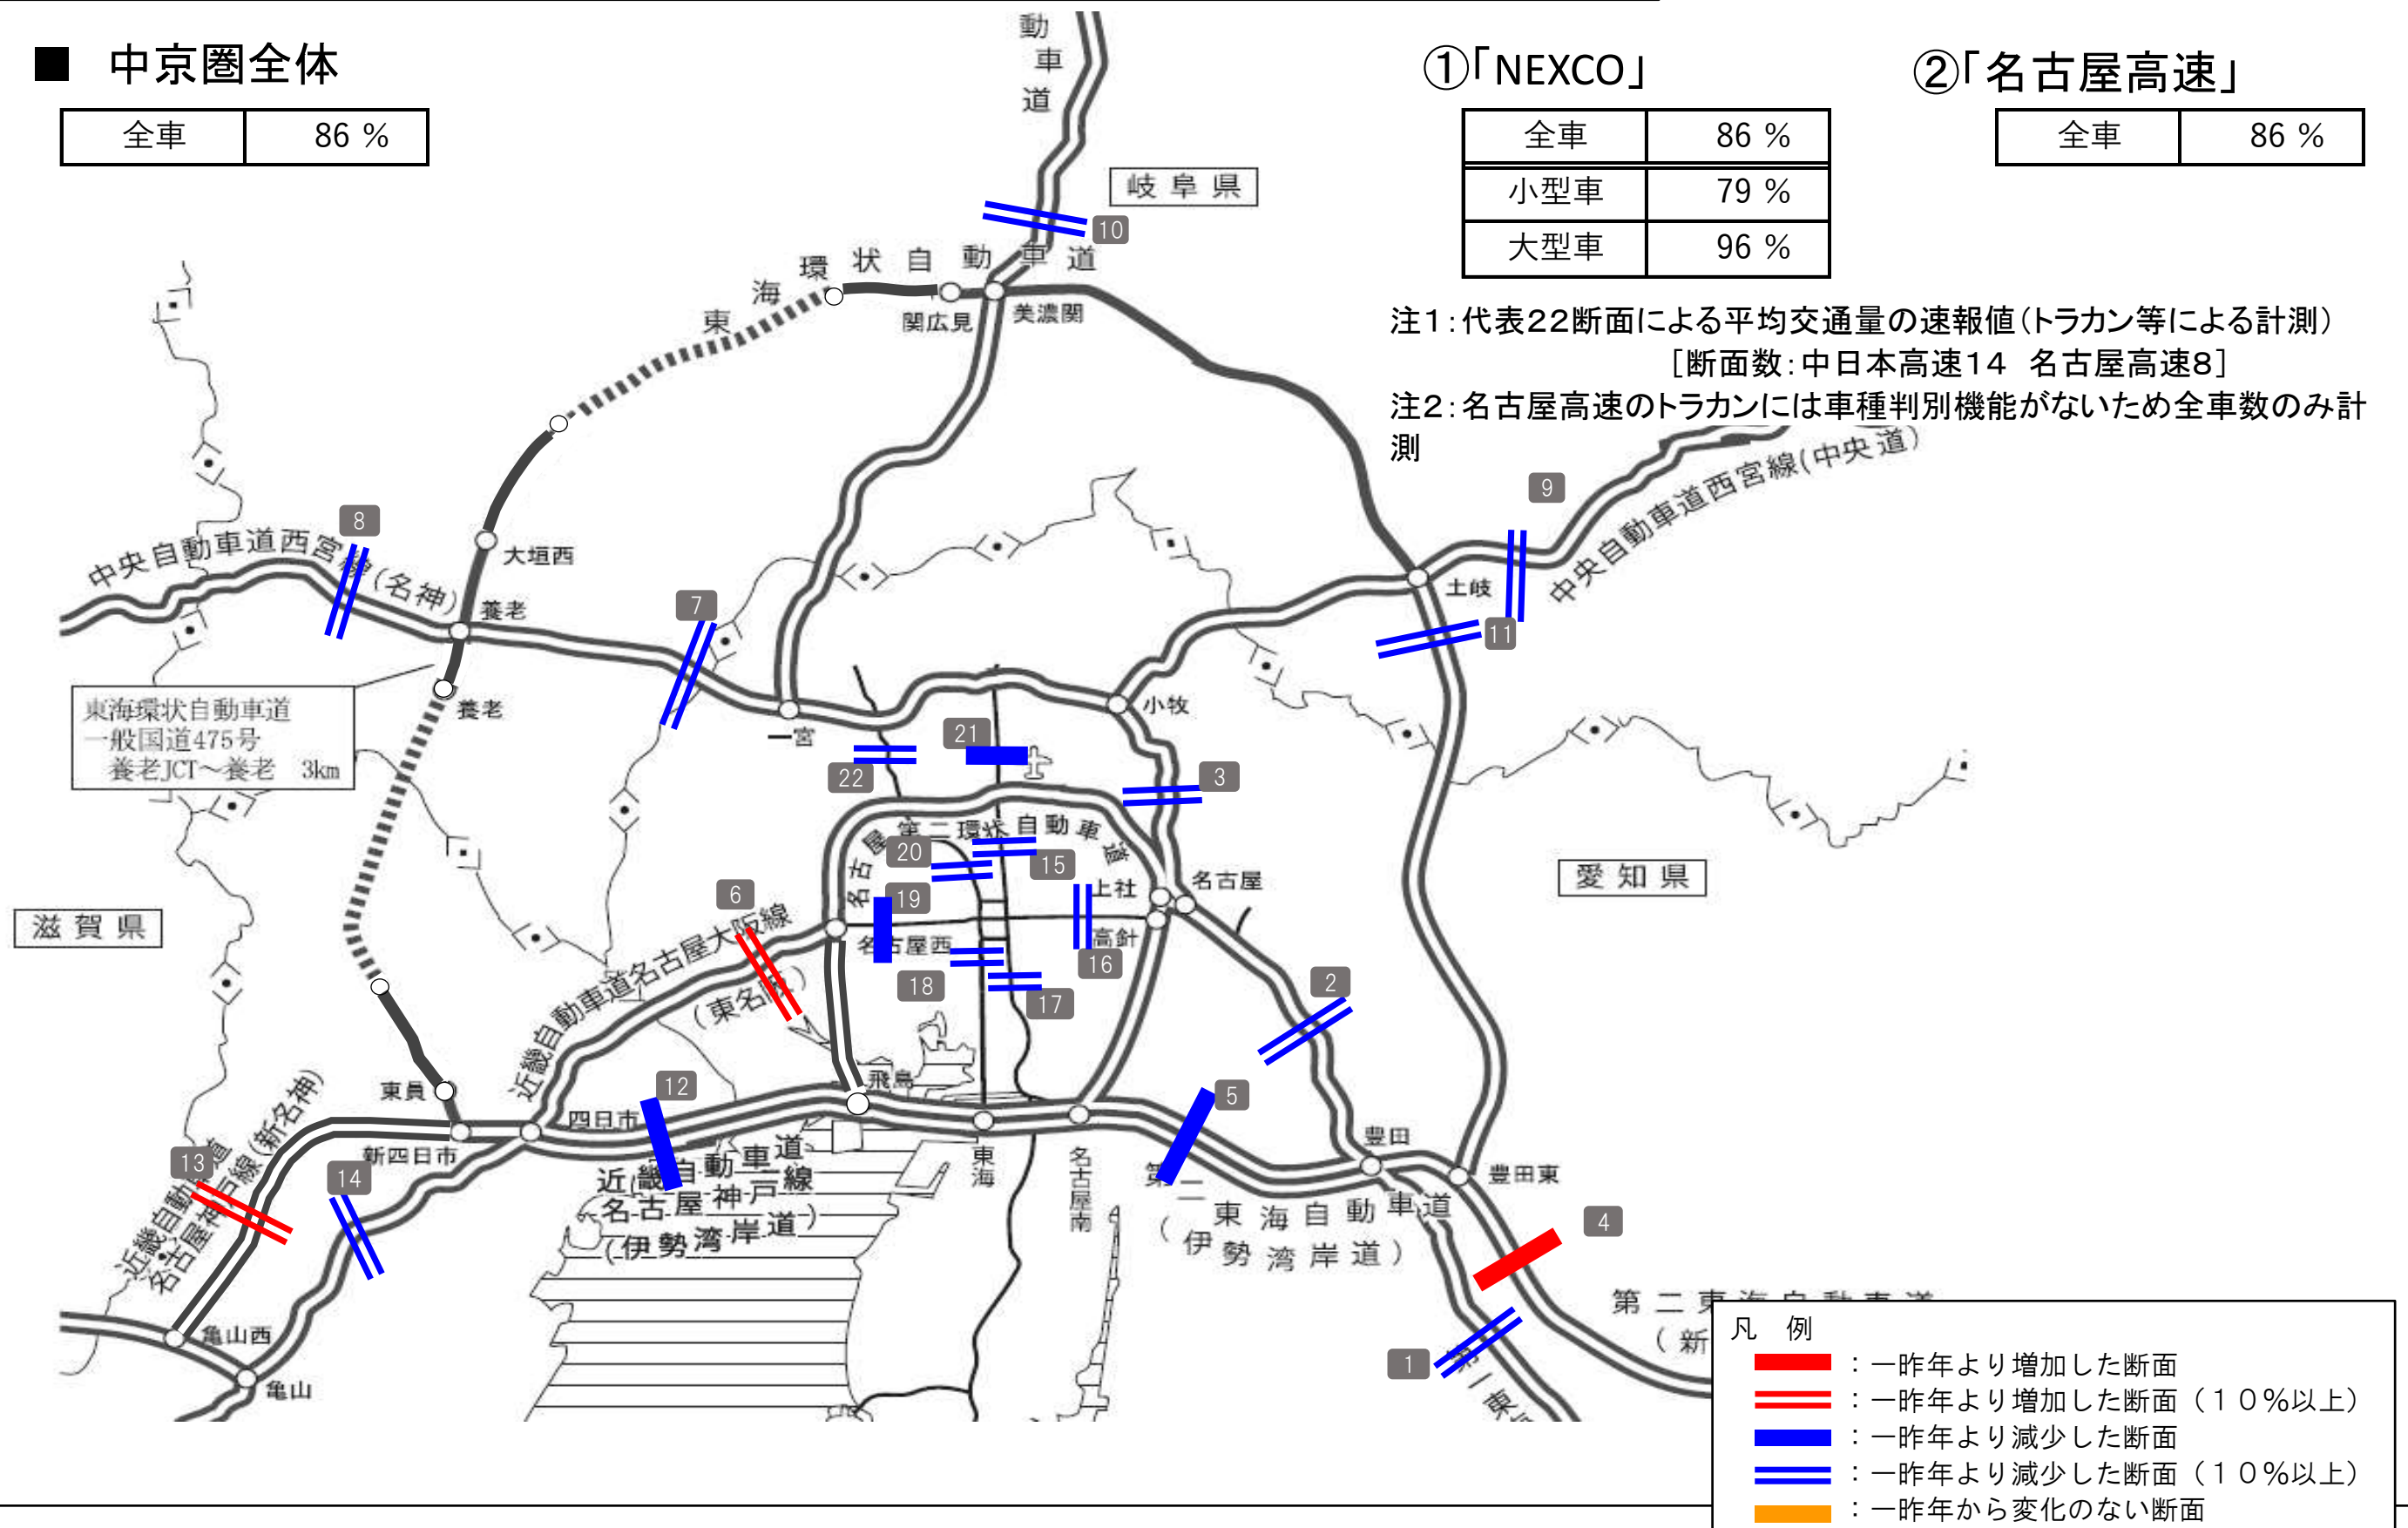 ■ 中京圏全体
全車 86 %
①「NEXCO」
全車 86 %
小型車 79 %
大型車 96 %
②「名古屋高速」
全車 86 %
注1：代表22断面による平均交通量の速報値（トラカン等による計測）
［断面数：中日本高速14 名古屋高速8］
注2：名古屋高速のトラカンには車種判別機能がないため全車数のみ計
測
動車道
岐阜県
10
東海環状自動車道
関広見
美濃関
中央自動車道西宮線(中央道)
9
8
中央自動車道西宮線(名神)
大垣西
養老
7
土岐
11
東海環状自動車道
一般国道475号
養老JCT～養老 3km
養老
一宮
小牧
21
22
3
名古屋第二環状自動車道
20
15
上社
名古屋
愛知県
滋賀県
6
19
名古屋西
高針
16
18
17
2
近畿自動車道名古屋大阪線
(東名阪)
東員
飛島
12
四日市
5
新四日市
豊田
豊田東
東海
名古屋南
13
14
近畿自動車道
名古屋神戸線(新名神)
近畿自動車道
名古屋神戸線
(伊勢湾岸道)
第二東海自動車道
(伊勢湾岸道)
4
亀山西
亀山
1
第一東
第二東海自動車道
(新
凡 例
：一昨年より増加した断面
：一昨年より増加した断面（１０％以上）
：一昨年より減少した断面
：一昨年より減少した断面（１０％以上）
：一昨年から変化のない断面